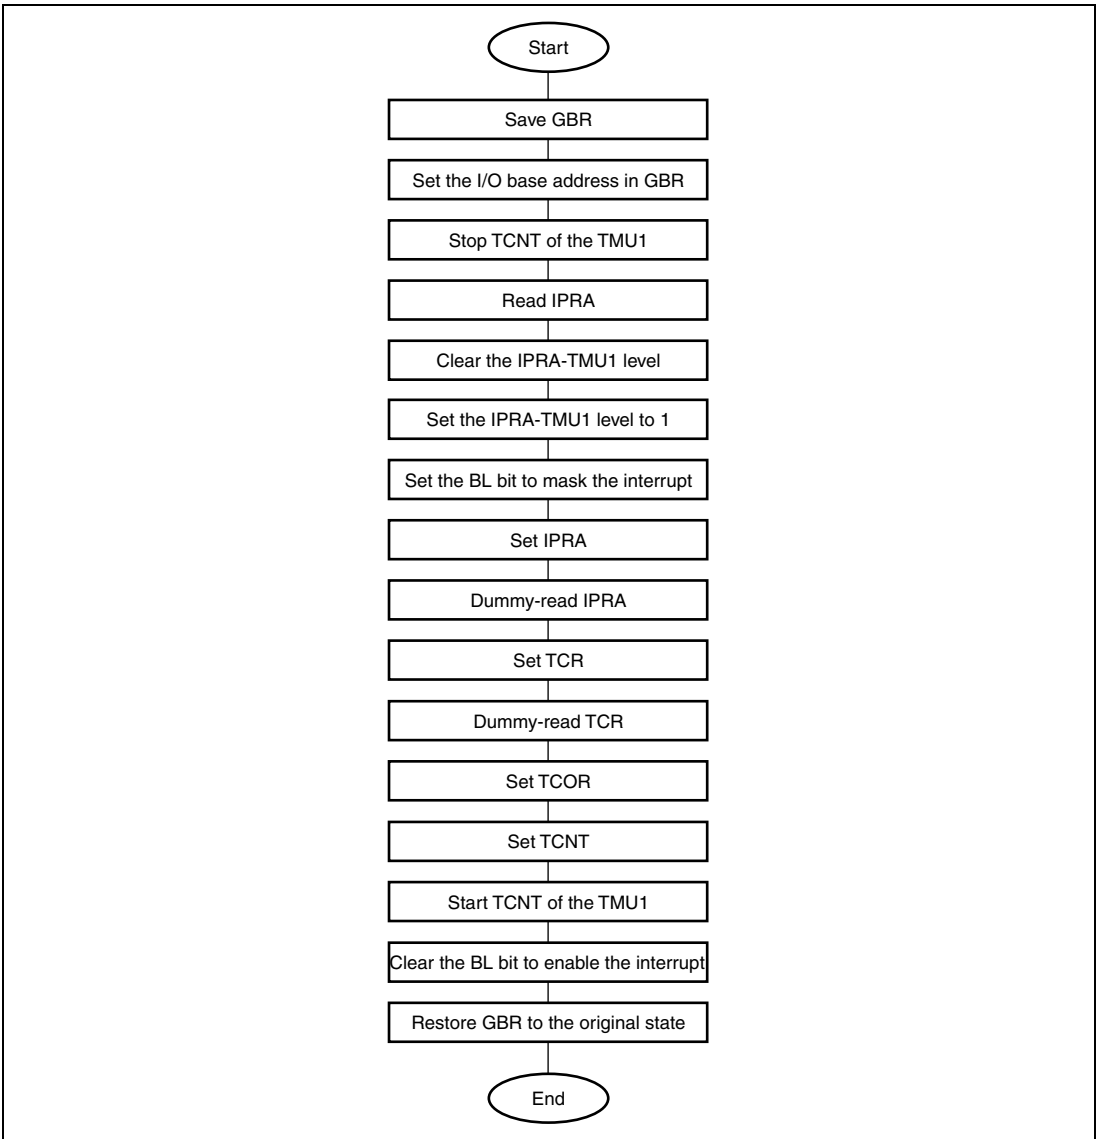 Start
Save GBR
Set the I/O base address in GBR
Stop TCNT of the TMU1
Read IPRA
Clear the IPRA-TMU1 level
Set the IPRA-TMU1 level to 1
Set the BL bit to mask the interrupt
Set IPRA
Dummy-read IPRA
Set TCR
Dummy-read TCR
Set TCOR
Set TCNT
Start TCNT of the TMU1
Clear the BL bit to enable the interrupt
Restore GBR to the original state
End